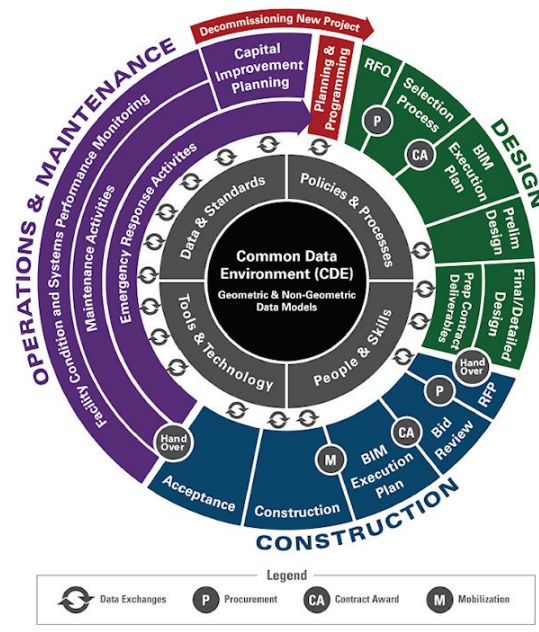 Decommissioning New Project
OPERATIONS & MAINTENANCE
Facility Condition and Systems Performance Monitoring
Maintenance Activities
Emergency Response Activites
Capital
Improvement
Planning
Planning &
Programming
RFQ
P
Selection
Process
CA
BIM
Execution
Plan
DESIGN
Prelim
Design
Final/Detailed
Design
Prep Contract
Deliverables
Hand
Over
RFP
P
Bid
Review
CA
BIM
Execution
Plan
M
Construction
CONSTRUCTION
Acceptance
Hand
Over
Data & Standards
Policies & Processes
Tools & Technology
People & Skills
Common Data
Environment (CDE)
Geometric & Non-Geometric
Data Models
Legend
Data Exchanges
P Procurement
CA Contract Award
M Mobilization